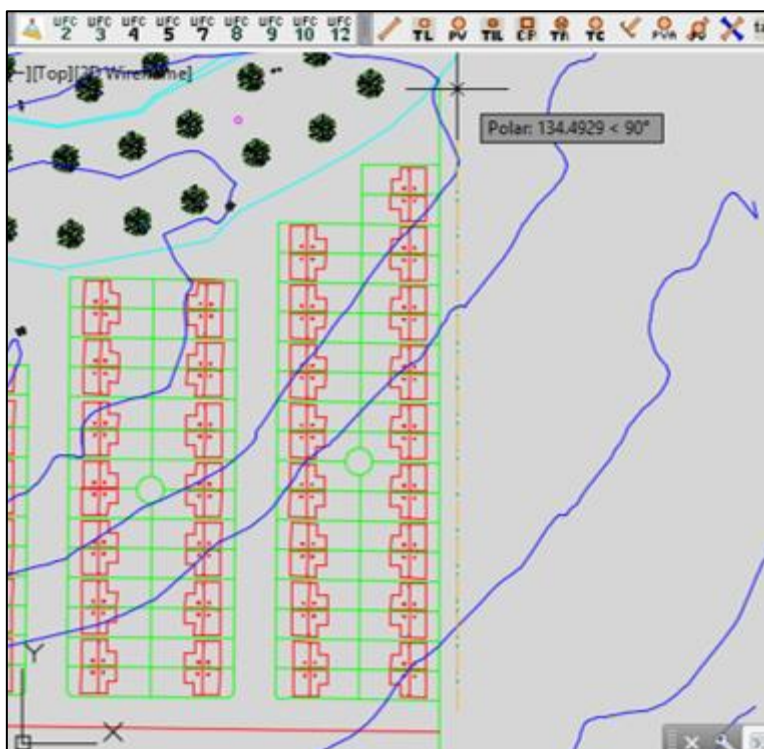 UFC 2 UFC 3 UFC 4 UFC 5 UFC 7 UFC 8 UFC 9 UFC 10 UFC 12 TL PV TIL CP TA TC PVA
[Top][2D Wireframe]
Polar: 134.4929 < 90°
Y
X